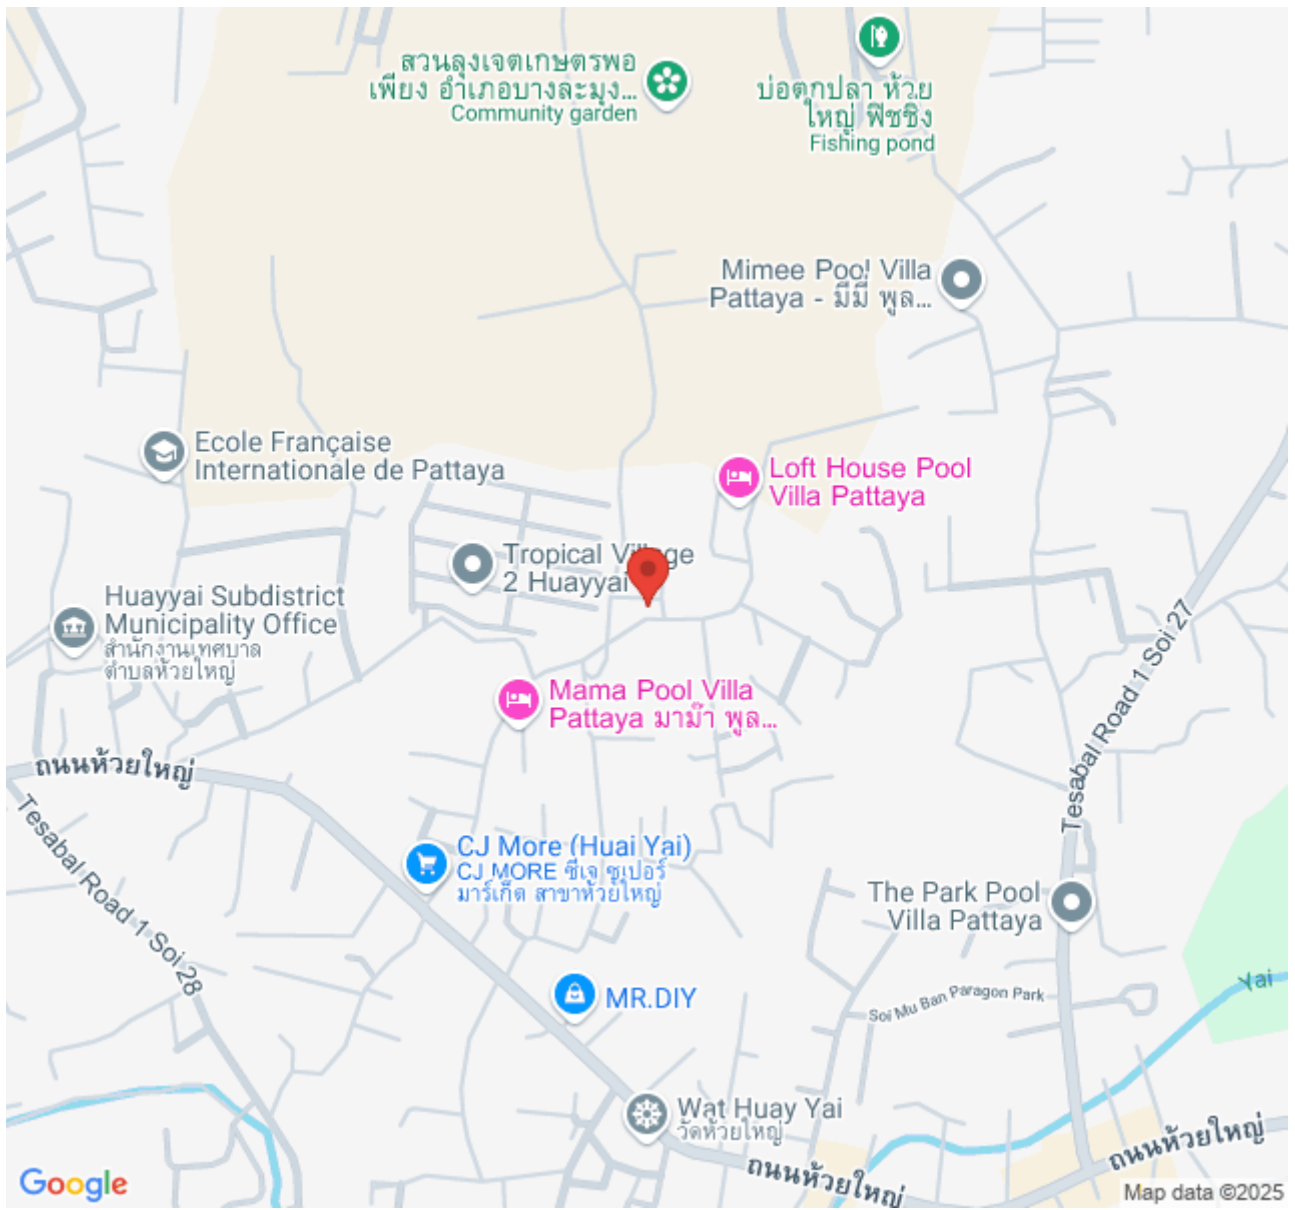 สวนลุงเจตเกษตรพอ
เพียง อำเภอบางละมุง...
Community garden
บ่อตกปลา ห้วย
ใหญ่ ฟิชชิ่ง
Fishing pond
Mimee Pool Villa
Pattaya - มีมี่ พูล...
Ecole Française
Internationale de Pattaya
Loft House Pool
Villa Pattaya
Tropical Village
2 Huayyai
Huayyai Subdistrict
Municipality Office
สำนักงานเทศบาล
ตำบลห้วยใหญ่
Tesabal Road 1 Soi 27
Mama Pool Villa
Pattaya มาม๊า พูล...
ถนนห้วยใหญ่
Tesabal Road 1 Soi 28
CJ More (Huai Yai)
CJ MORE ซีเจ ซูเปอร์
มาร์เก็ต สาขาห้วยใหญ่
The Park Pool
Villa Pattaya
MR.DIY
Soi Mu Ban Paragon Park
Yai
Wat Huay Yai
วัดห้วยใหญ่
ถนนห้วยใหญ่
ถนนห้วยใหญ่
Google
Map data ©2025